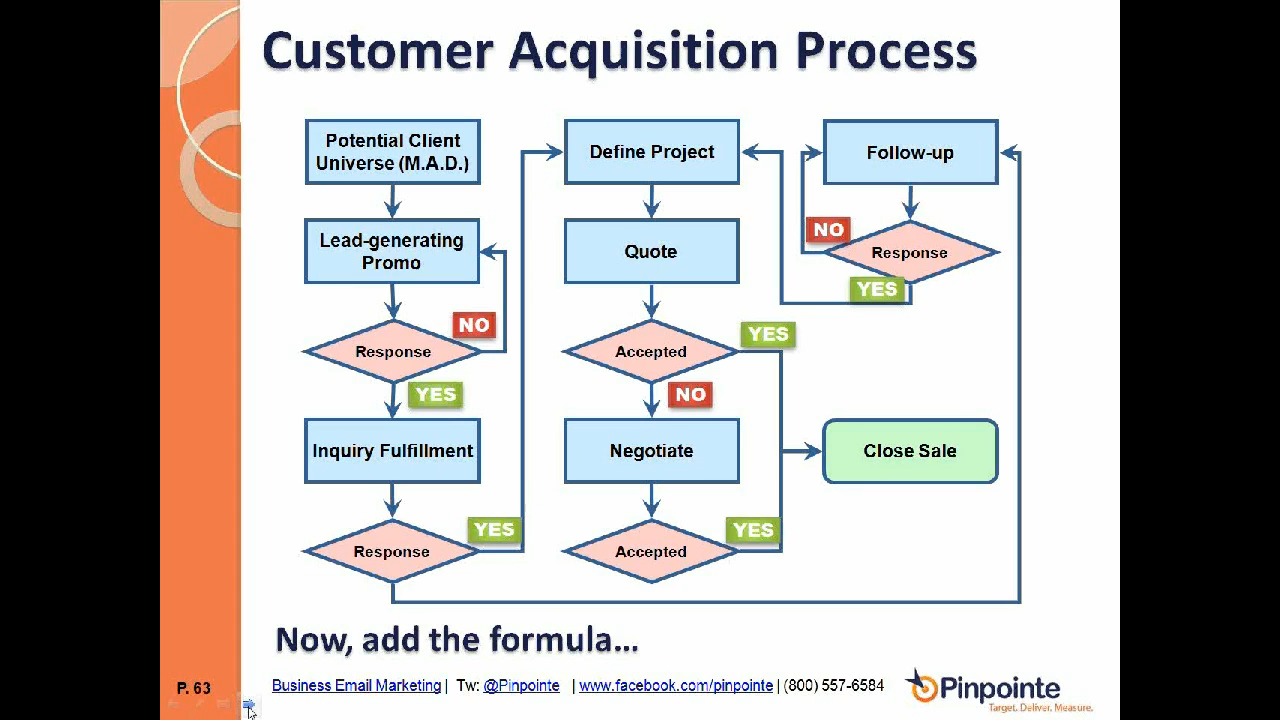 Customer Acquisition Process
Potential Client
Universe (M.A.D.)
Lead-generating
Promo
NO
Response
YES
Inquiry Fulfillment
YES
Response
Define Project
Quote
YES
Accepted
NO
Negotiate
YES
Accepted
Follow-up
NO
Response
YES
Close Sale
Now, add the formula...
P. 63
Business Email Marketing | Tw: @Pinpointe | www.facebook.com/pinpointe | (800) 557-6584
Pinpointe
Target. Deliver. Measure.